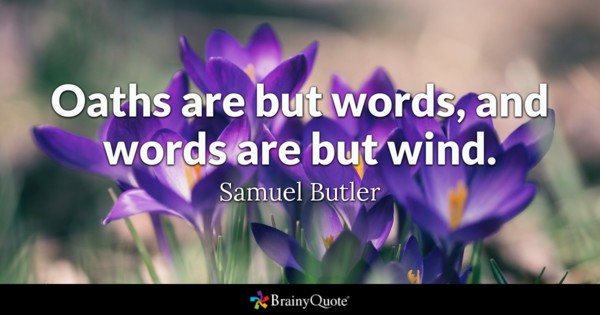 Oaths are but words, and
words are but wind.
Samuel Butler
BrainyQuote